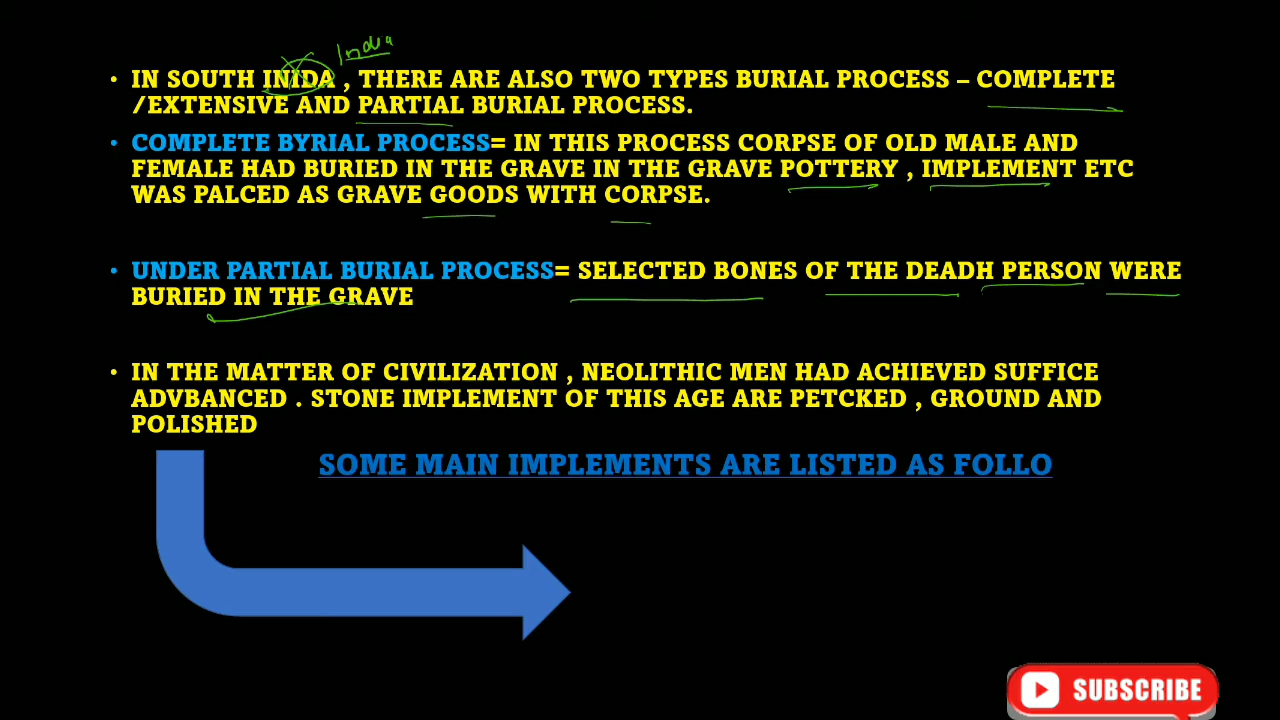 India
• IN SOUTH INIDA , THERE ARE ALSO TWO TYPES BURIAL PROCESS – COMPLETE
/EXTENSIVE AND PARTIAL BURIAL PROCESS.
• COMPLETE BYRIAL PROCESS= IN THIS PROCESS CORPSE OF OLD MALE AND
FEMALE HAD BURIED IN THE GRAVE IN THE GRAVE POTTERY , IMPLEMENT ETC
WAS PALCED AS GRAVE GOODS WITH CORPSE.
• UNDER PARTIAL BURIAL PROCESS= SELECTED BONES OF THE DEADH PERSON WERE
BURIED IN THE GRAVE
• IN THE MATTER OF CIVILIZATION , NEOLITHIC MEN HAD ACHIEVED SUFFICE
ADVBANCED . STONE IMPLEMENT OF THIS AGE ARE PETCKED , GROUND AND
POLISHED
SOME MAIN IMPLEMENTS ARE LISTED AS FOLLO
SUBSCRIBE